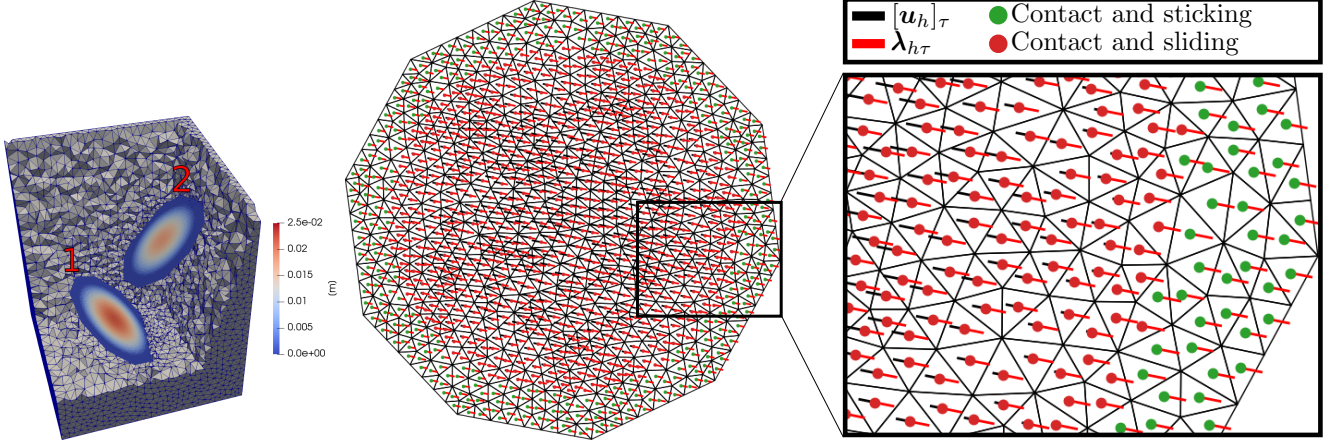 [u_h]_τ
Contact and sticking
λ_hτ
Contact and sliding
2
1
2.5e-02
0.02
0.015
0.01
0.005
0.0e+00
(m)